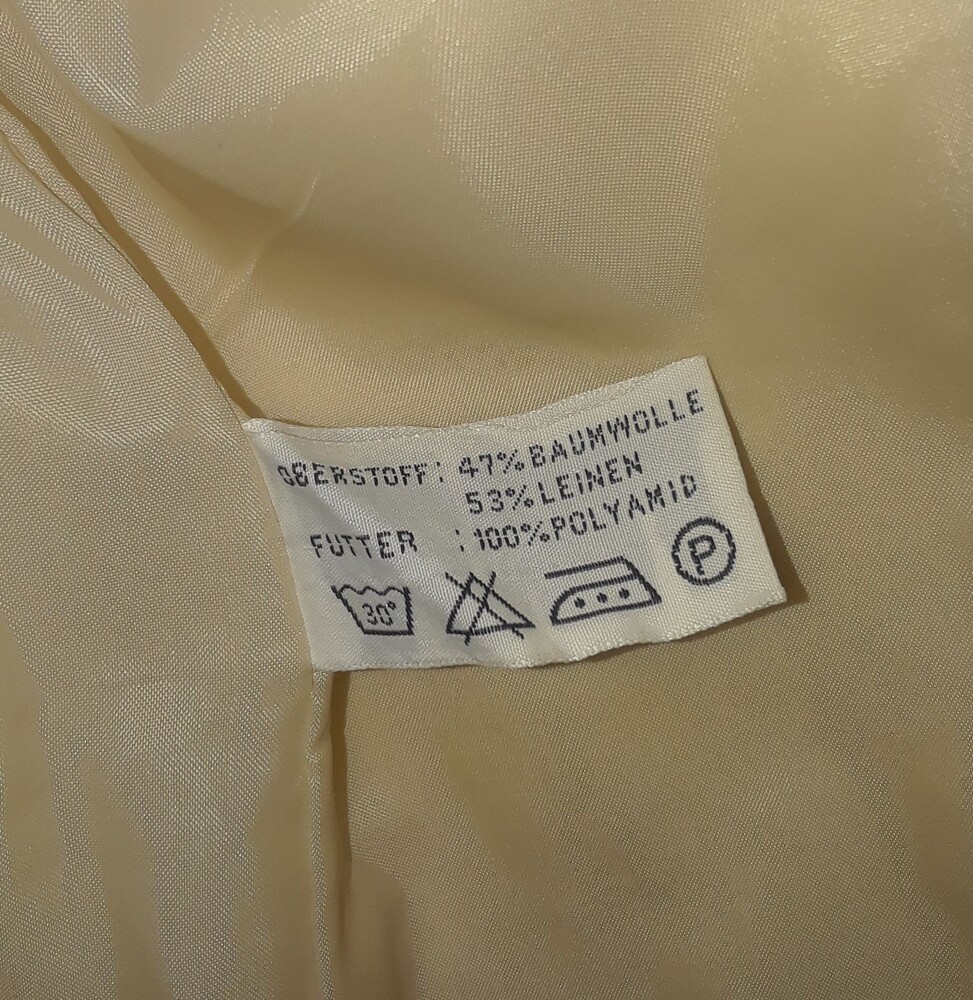 OBERSTOFF: 47% BAUMWOLLE
53% LEINEN
FUTTER : 100% POLYAMID
30°
P